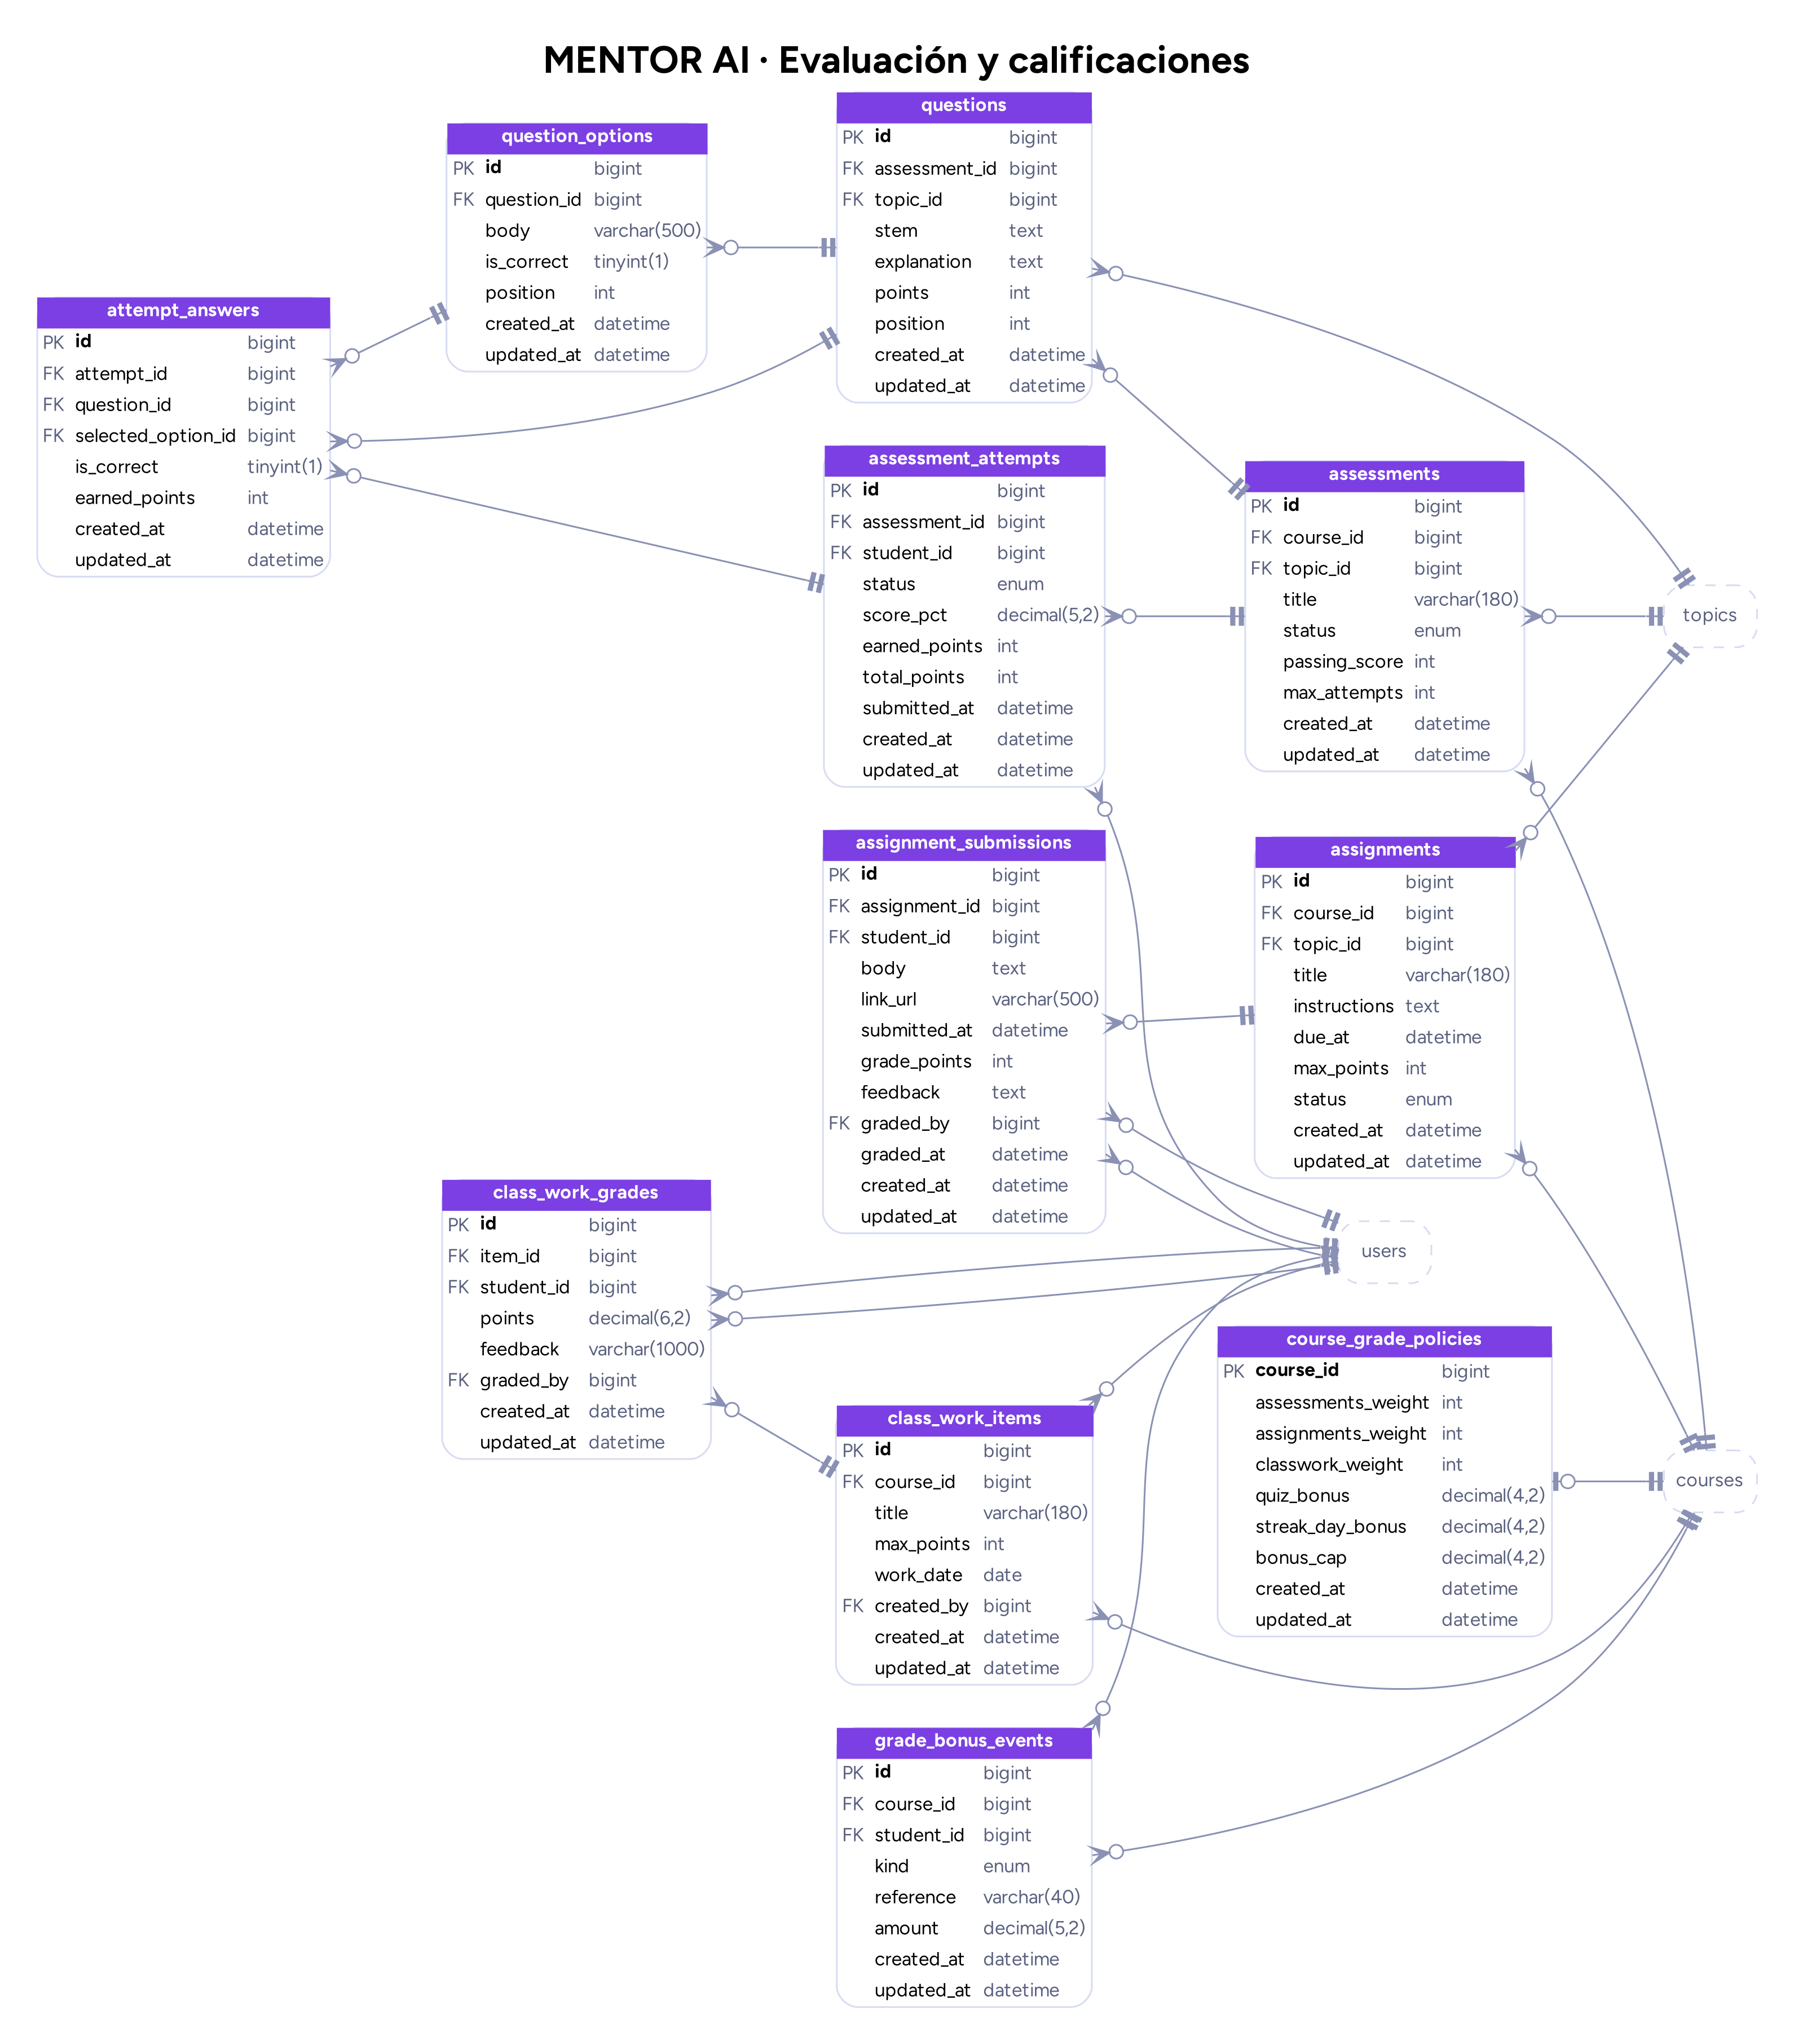 MENTOR AI · Evaluación y calificaciones
questions
PK id bigint
FK assessment_id bigint
FK topic_id bigint
stem text
explanation text
points int
position int
created_at datetime
updated_at datetime
question_options
PK id bigint
FK question_id bigint
body varchar(500)
is_correct tinyint(1)
position int
created_at datetime
updated_at datetime
attempt_answers
PK id bigint
FK attempt_id bigint
FK question_id bigint
FK selected_option_id bigint
is_correct tinyint(1)
earned_points int
created_at datetime
updated_at datetime
assessment_attempts
PK id bigint
FK assessment_id bigint
FK student_id bigint
status enum
score_pct decimal(5,2)
earned_points int
total_points int
submitted_at datetime
created_at datetime
updated_at datetime
assessments
PK id bigint
FK course_id bigint
FK topic_id bigint
title varchar(180)
status enum
passing_score int
max_attempts int
created_at datetime
updated_at datetime
topics
assignment_submissions
PK id bigint
FK assignment_id bigint
FK student_id bigint
body text
link_url varchar(500)
submitted_at datetime
grade_points int
feedback text
FK graded_by bigint
graded_at datetime
created_at datetime
updated_at datetime
assignments
PK id bigint
FK course_id bigint
FK topic_id bigint
title varchar(180)
instructions text
due_at datetime
max_points int
status enum
created_at datetime
updated_at datetime
users
class_work_grades
PK id bigint
FK item_id bigint
FK student_id bigint
points decimal(6,2)
feedback varchar(1000)
FK graded_by bigint
created_at datetime
updated_at datetime
course_grade_policies
PK course_id bigint
assessments_weight int
assignments_weight int
classwork_weight int
quiz_bonus decimal(4,2)
streak_day_bonus decimal(4,2)
bonus_cap decimal(4,2)
created_at datetime
updated_at datetime
courses
class_work_items
PK id bigint
FK course_id bigint
title varchar(180)
max_points int
work_date date
FK created_by bigint
created_at datetime
updated_at datetime
grade_bonus_events
PK id bigint
FK course_id bigint
FK student_id bigint
kind enum
reference varchar(40)
amount decimal(5,2)
created_at datetime
updated_at datetime